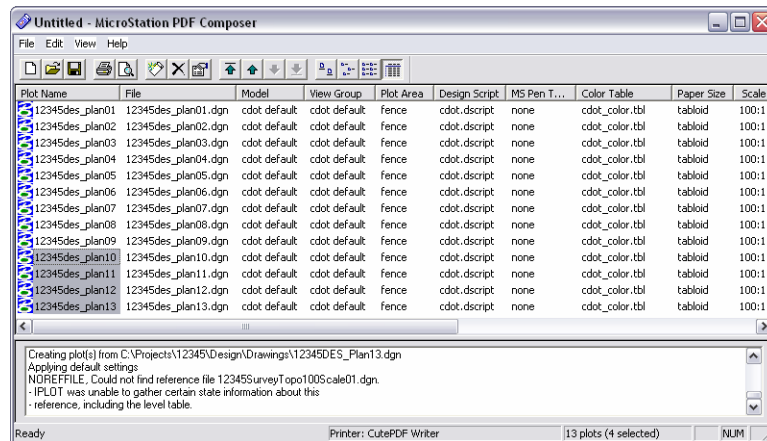 Untitled - MicroStation PDF Composer
File Edit View Help
Plot Name File Model View Group Plot Area Design Script MS Pen T... Color Table Paper Size Scale
12345des_plan01 12345des_plan01.dgn cdot default cdot default fence cdot.dscript none cdot_color.tbl tabloid 100:1
12345des_plan02 12345des_plan02.dgn cdot default cdot default fence cdot.dscript none cdot_color.tbl tabloid 100:1
12345des_plan03 12345des_plan03.dgn cdot default cdot default fence cdot.dscript none cdot_color.tbl tabloid 100:1
12345des_plan04 12345des_plan04.dgn cdot default cdot default fence cdot.dscript none cdot_color.tbl tabloid 100:1
12345des_plan05 12345des_plan05.dgn cdot default cdot default fence cdot.dscript none cdot_color.tbl tabloid 100:1
12345des_plan06 12345des_plan06.dgn cdot default cdot default fence cdot.dscript none cdot_color.tbl tabloid 100:1
12345des_plan07 12345des_plan07.dgn cdot default cdot default fence cdot.dscript none cdot_color.tbl tabloid 100:1
12345des_plan08 12345des_plan08.dgn cdot default cdot default fence cdot.dscript none cdot_color.tbl tabloid 100:1
12345des_plan09 12345des_plan09.dgn cdot default cdot default fence cdot.dscript none cdot_color.tbl tabloid 100:1
12345des_plan10 12345des_plan10.dgn cdot default cdot default fence cdot.dscript none cdot_color.tbl tabloid 100:1
12345des_plan11 12345des_plan11.dgn cdot default cdot default fence cdot.dscript none cdot_color.tbl tabloid 100:1
12345des_plan12 12345des_plan12.dgn cdot default cdot default fence cdot.dscript none cdot_color.tbl tabloid 100:1
12345des_plan13 12345des_plan13.dgn cdot default cdot default fence cdot.dscript none cdot_color.tbl tabloid 100:1
Creating plot(s) from C:\Projects\12345\Design\Drawings\12345DES_Plan13.dgn
Applying default settings
NOREFFILE, Could not find reference file 12345SurveyTopo100Scale01.dgn.
- IPLOT was unable to gather certain state information about this
- reference, including the level table.
Ready Printer: CutePDF Writer 13 plots (4 selected) NUM